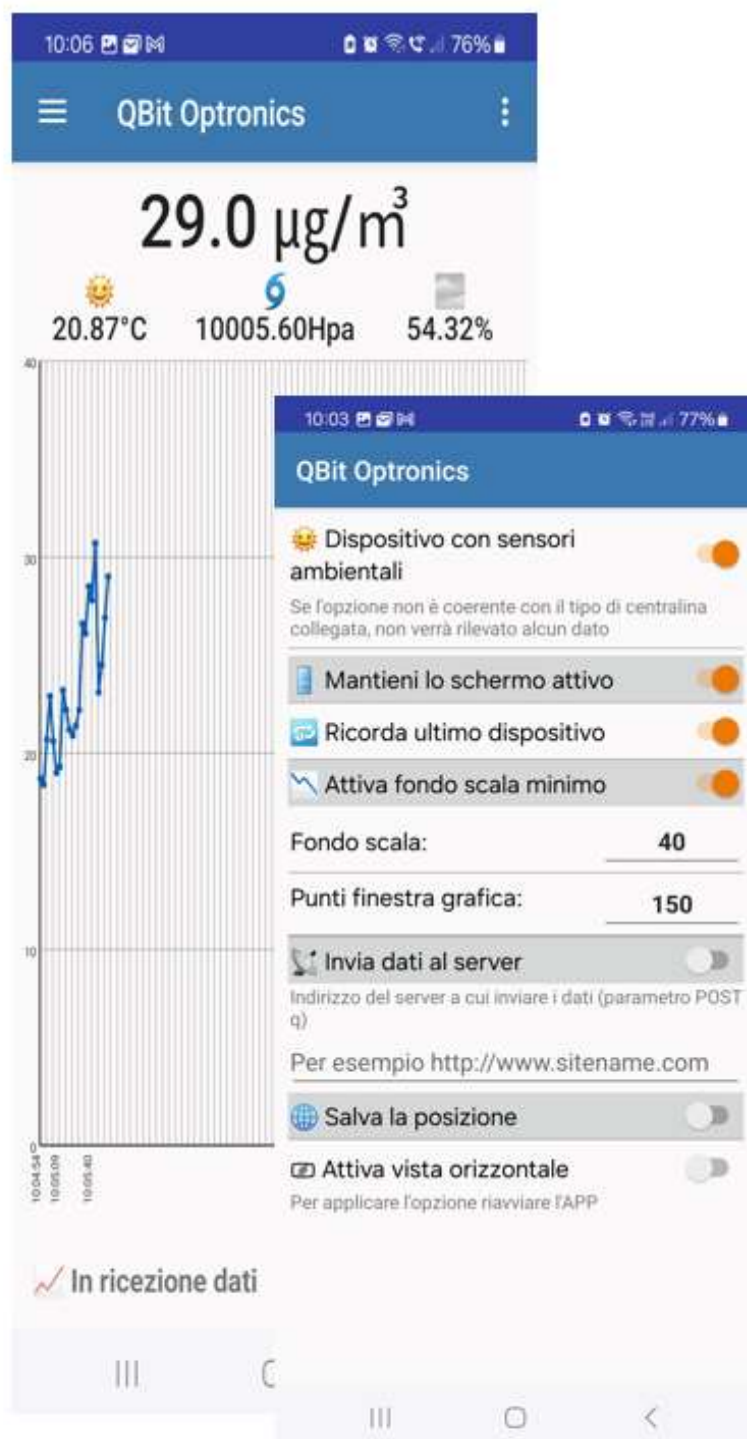 10:06 76%
QBit Optronics
29.0 µg/m³
20.87°C 10005.60Hpa 54.32%
40
30
20
10
0
10:04:54
10:05:09
10:05:40
In ricezione dati
10:03 77%
QBit Optronics
Dispositivo con sensori
ambientali
Se l'opzione non è coerente con il tipo di centralina
collegata, non verrà rilevato alcun dato
Mantieni lo schermo attivo
Ricorda ultimo dispositivo
Attiva fondo scala minimo
Fondo scala: 40
Punti finestra grafica: 150
Invia dati al server
Indirizzo del server a cui inviare i dati (parametro POST
q)
Per esempio http://www.sitename.com
Salva la posizione
Attiva vista orizzontale
Per applicare l'opzione riavviare l'APP